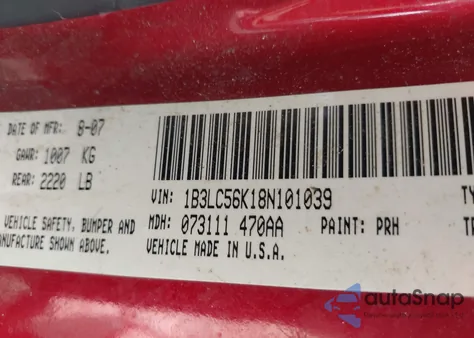 DATE OF MFR: 8-07
GAWR: 1007 KG
REAR: 2220 LB
VIN: 1B3LC56K18N101039
VEHICLE SAFETY, BUMPER AND
MANUFACTURE SHOWN ABOVE.
MDH: 073111 470AA
PAINT: PRH
VEHICLE MADE IN U.S.A.
autoSnap